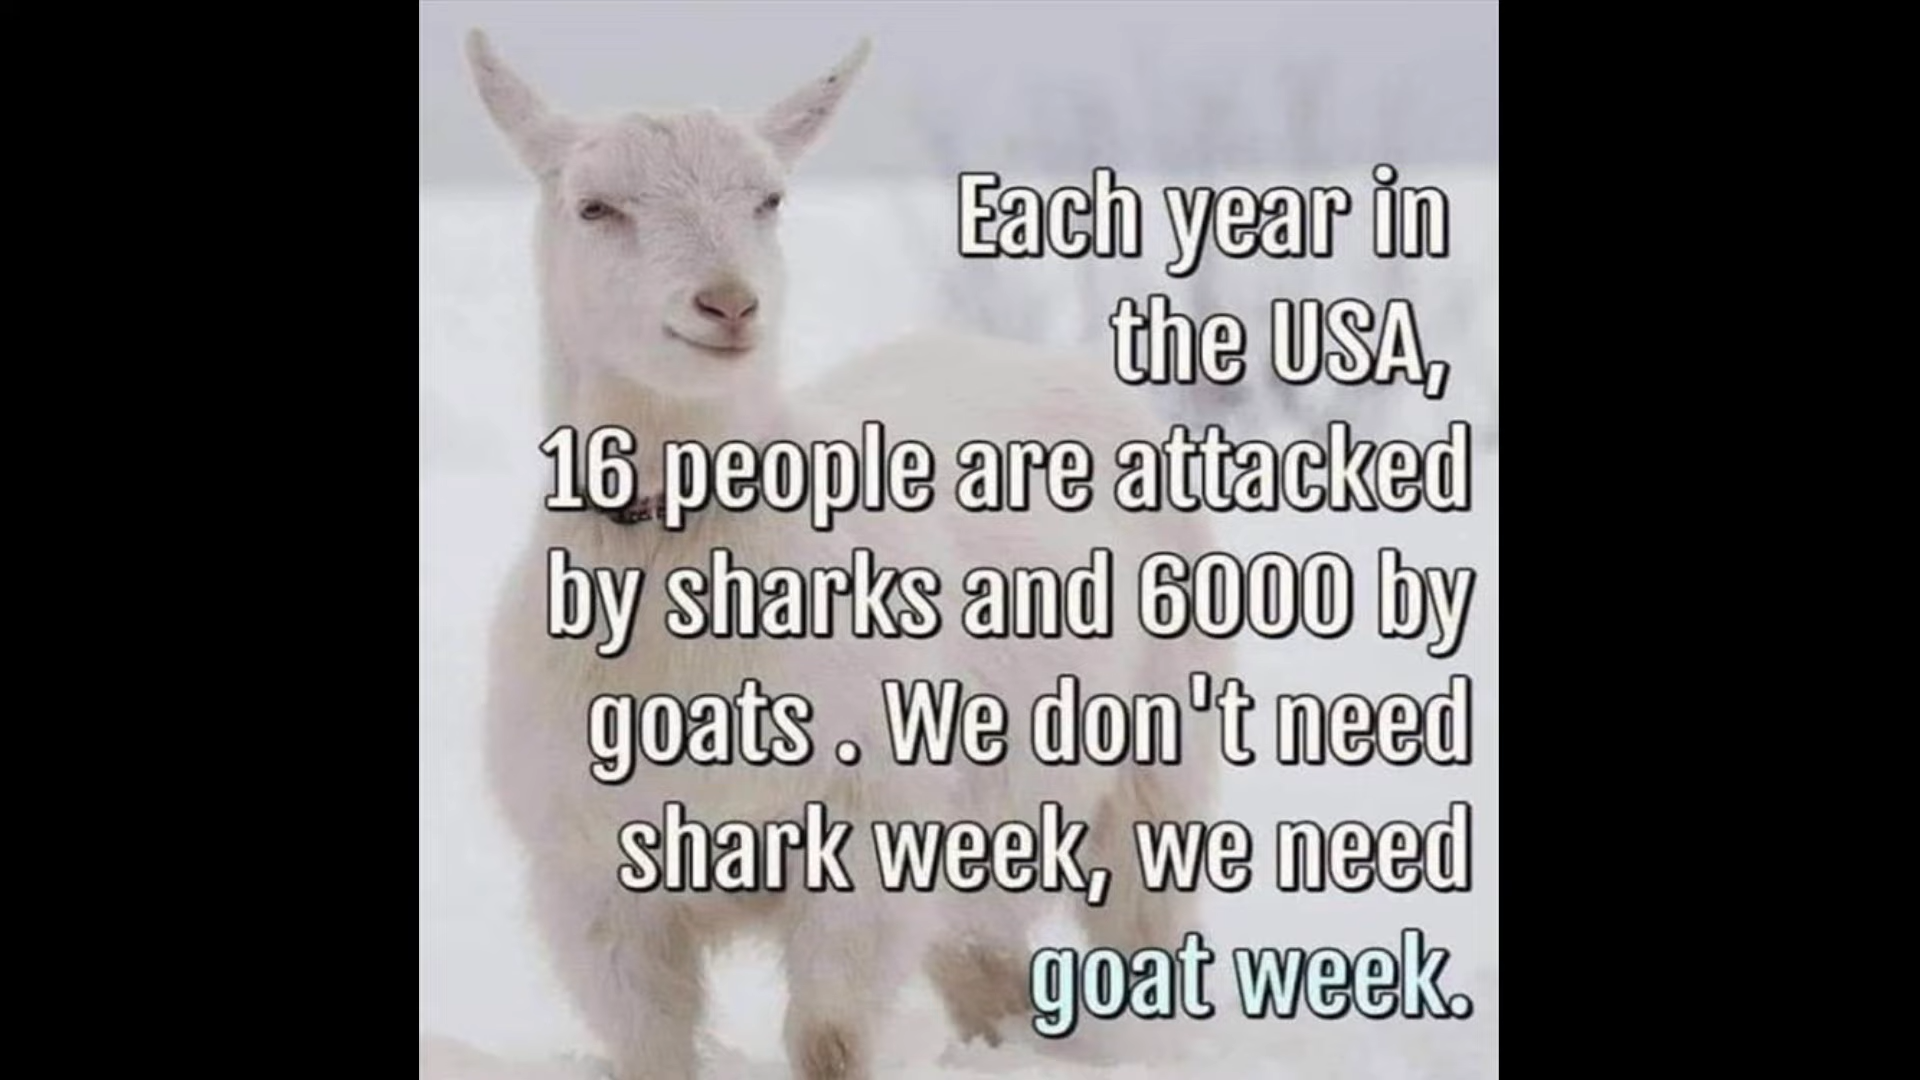 Each year in
the USA,
16 people are attacked
by sharks and 6000 by
goats . We don't need
shark week, we need
goat week.